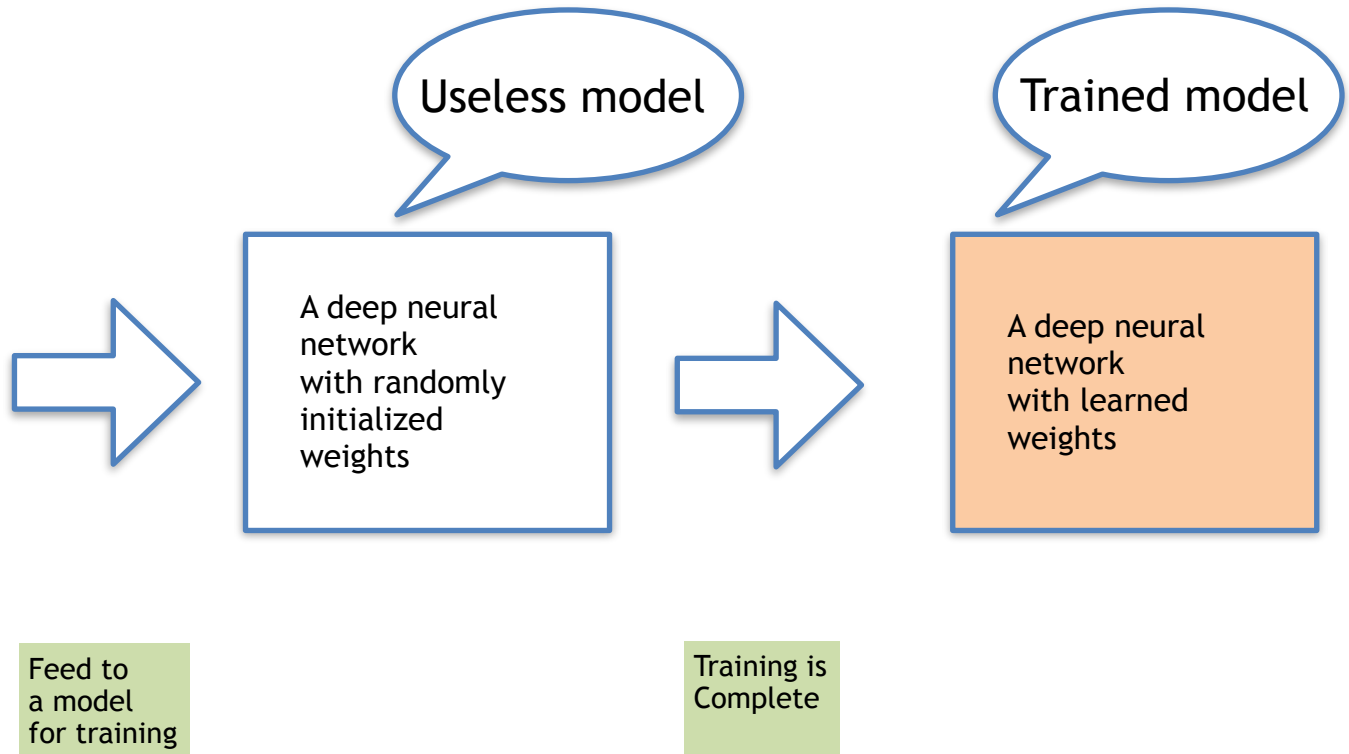 Useless model
Trained model
A deep neural
network
with randomly
initialized
weights
A deep neural
network
with learned
weights
Feed to
a model
for training
Training is
Complete